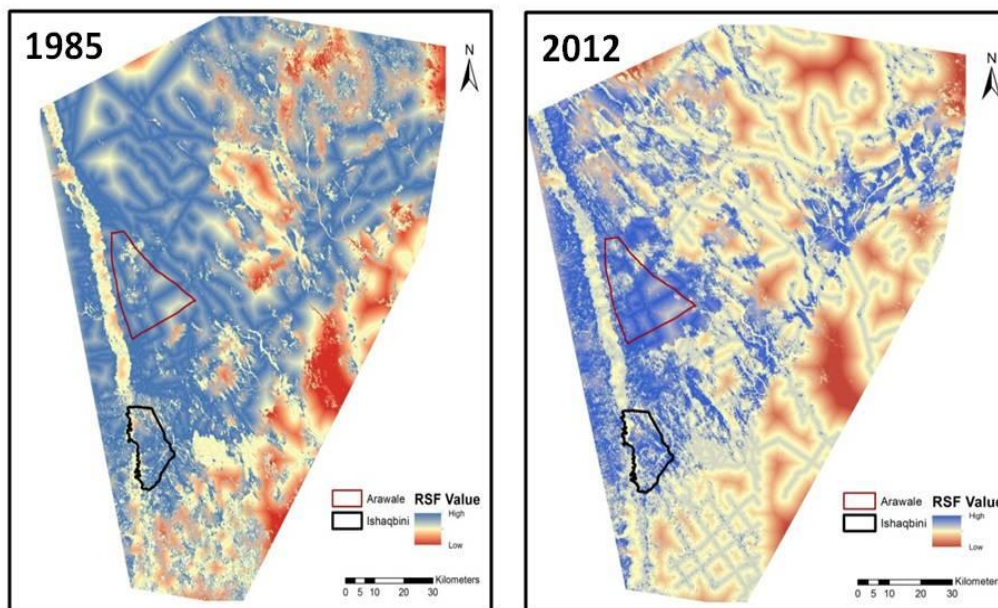 1985
N
Arawale RSF Value
Ishaqbini High
Low
Kilometers
0 5 10 20 30
2012
N
Arawale RSF Value
Ishaqbini High
Low
Kilometers
0 5 10 20 30